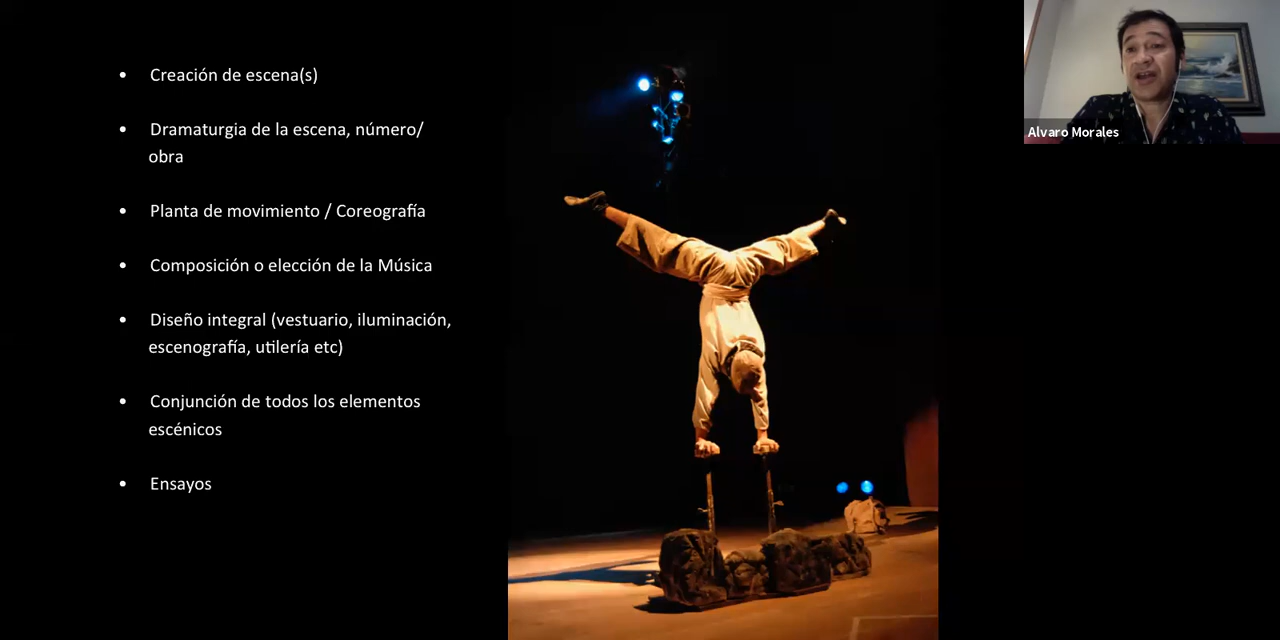 • Creación de escena(s)
• Dramaturgia de la escena, número/
obra
• Planta de movimiento / Coreografía
• Composición o elección de la Música
• Diseño integral (vestuario, iluminación,
escenografía, utilería etc)
• Conjunción de todos los elementos
escénicos
• Ensayos
Alvaro Morales